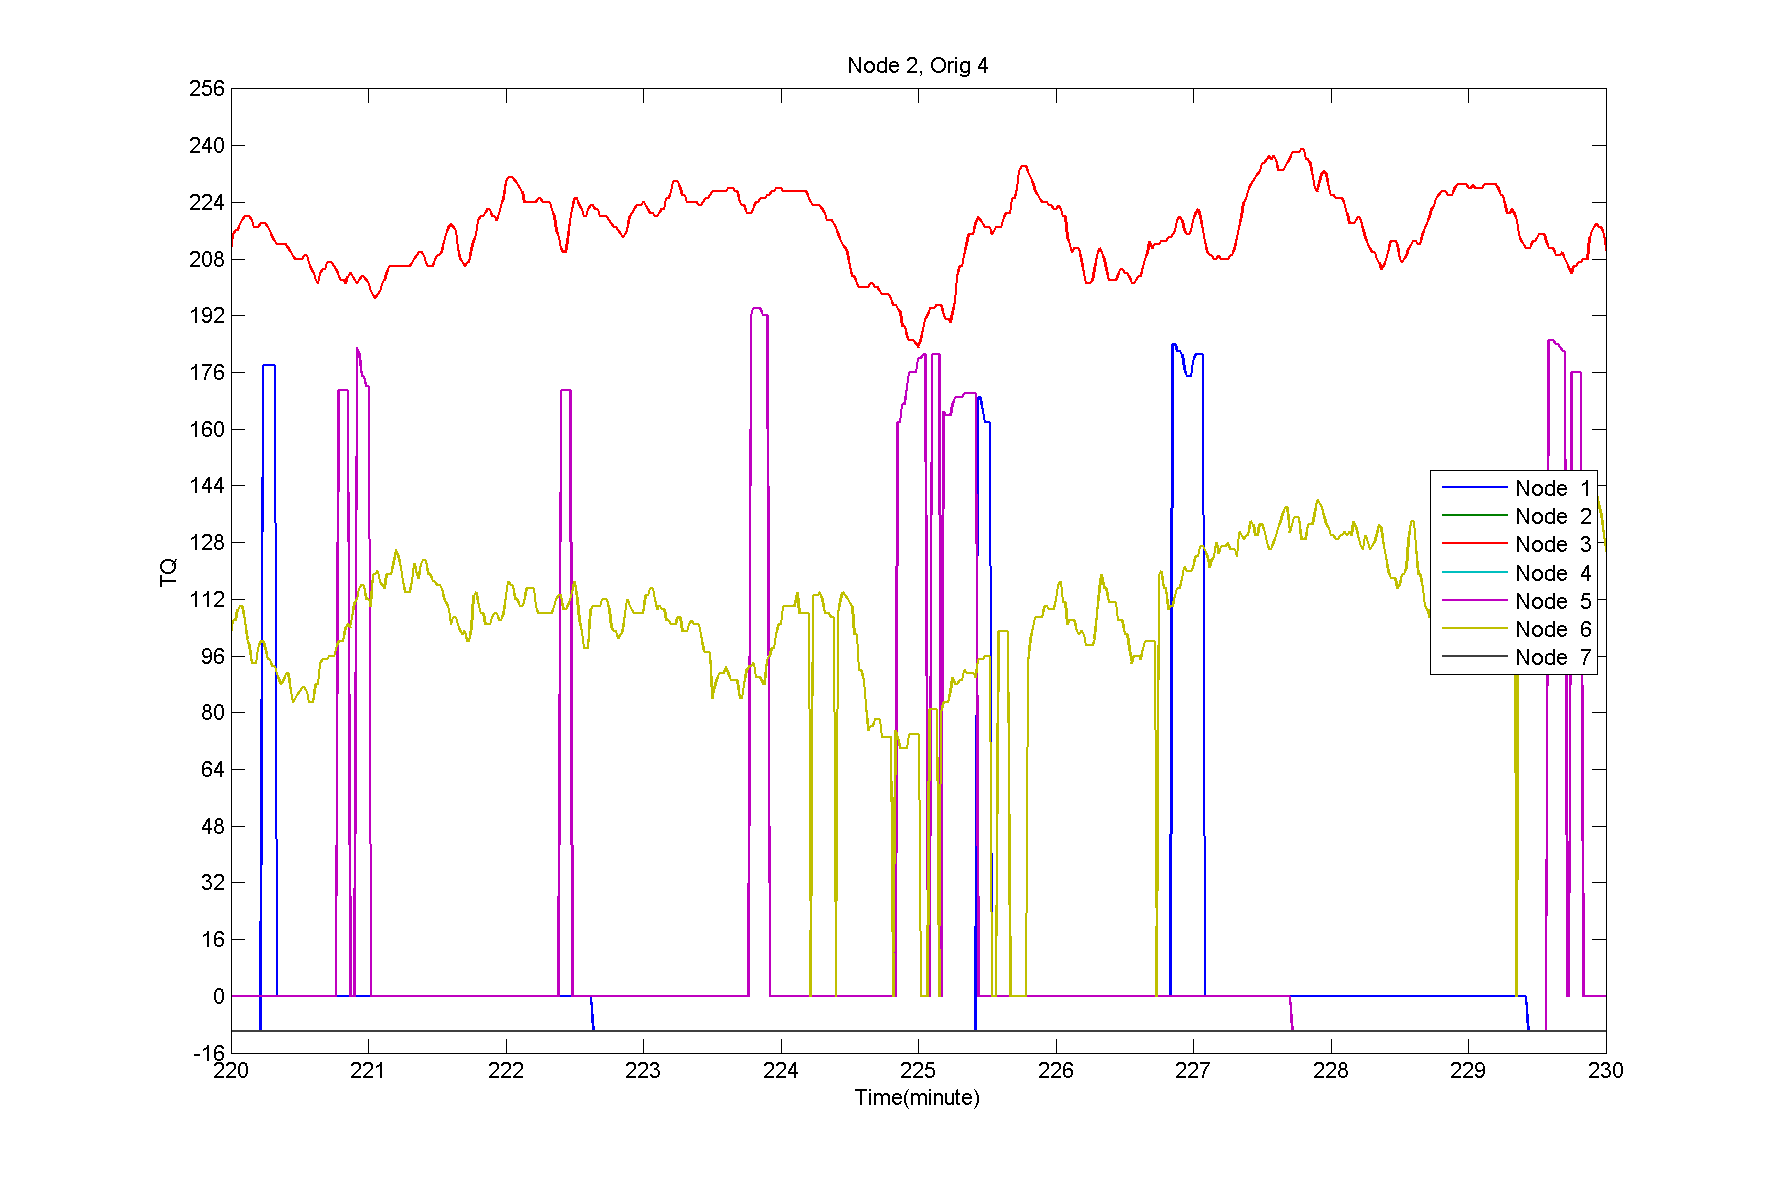 Node 2, Orig 4
256
240
224
208
192
176
160
144
128
112
96
80
64
48
32
16
0
-16
TQ
Node 1
Node 2
Node 3
Node 4
Node 5
Node 6
Node 7
220 221 222 223 224 225 226 227 228 229 230
Time(minute)